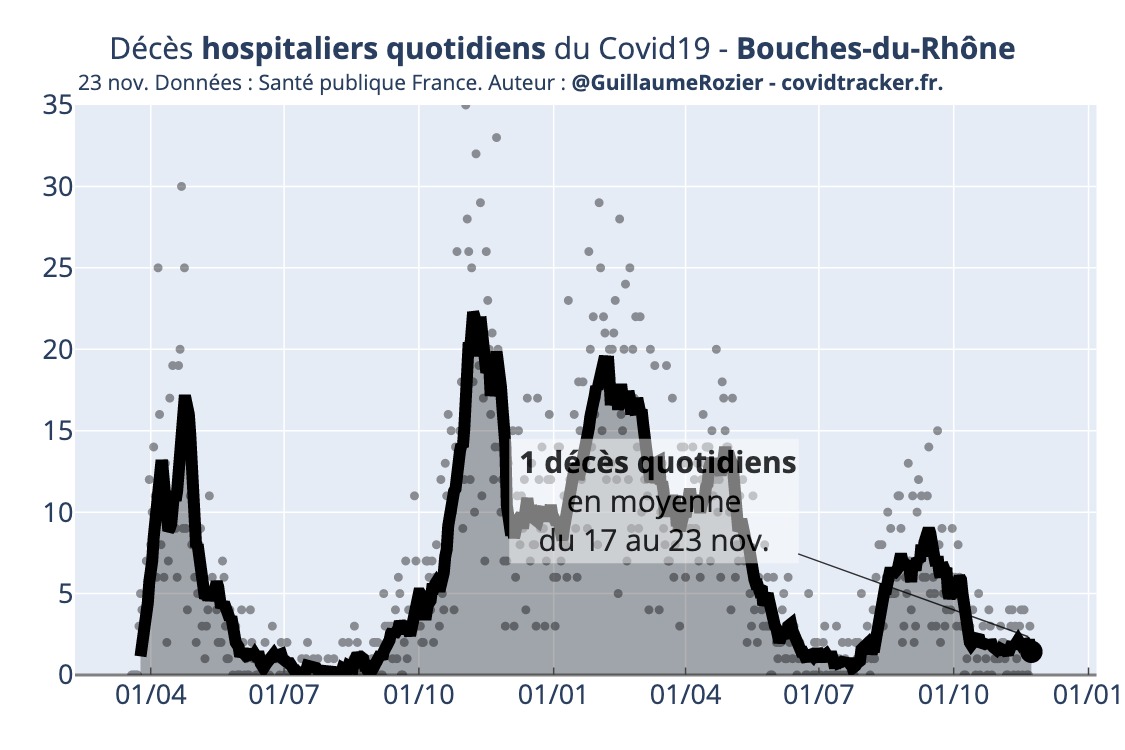 Décès hospitaliers quotidiens du Covid19 - Bouches-du-Rhône
23 nov. Données : Santé publique France. Auteur : @GuillaumeRozier - covidtracker.fr.
35
30
25
20
15
10
5
0
1 décès quotidiens
en moyenne
du 17 au 23 nov.
01/04 01/07 01/10 01/01 01/04 01/07 01/10 01/01